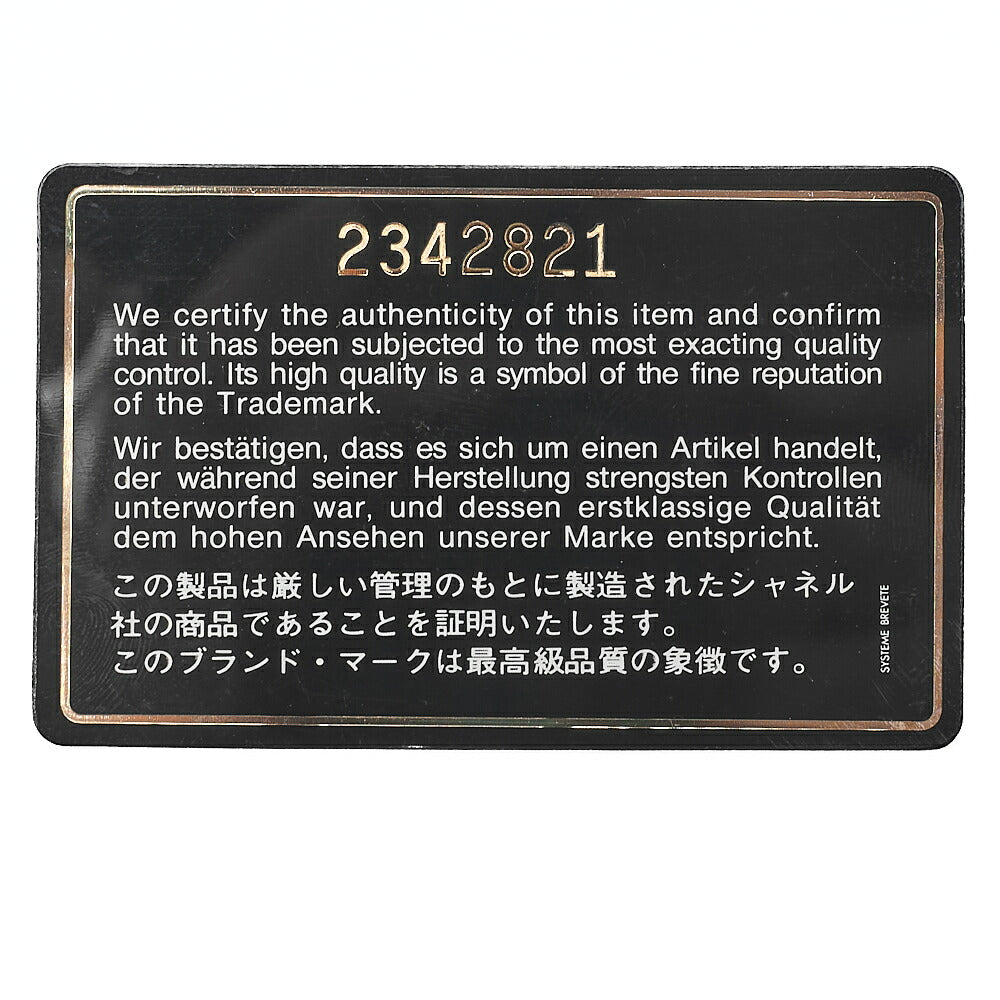 2342821
We certify the authenticity of this item and confirm
that it has been subjected to the most exacting quality
control. Its high quality is a symbol of the fine reputation
of the Trademark.
Wir bestätigen, dass es sich um einen Artikel handelt,
der während seiner Herstellung strengsten Kontrollen
unterworfen war, und dessen erstklassige Qualität
dem hohen Ansehen unserer Marke entspricht.
この製品は厳しい管理のもとに製造されたシャネル
社の商品であることを証明いたします。
このブランド・マークは最高級品質の象徴です。
SYSTEME BREVETE